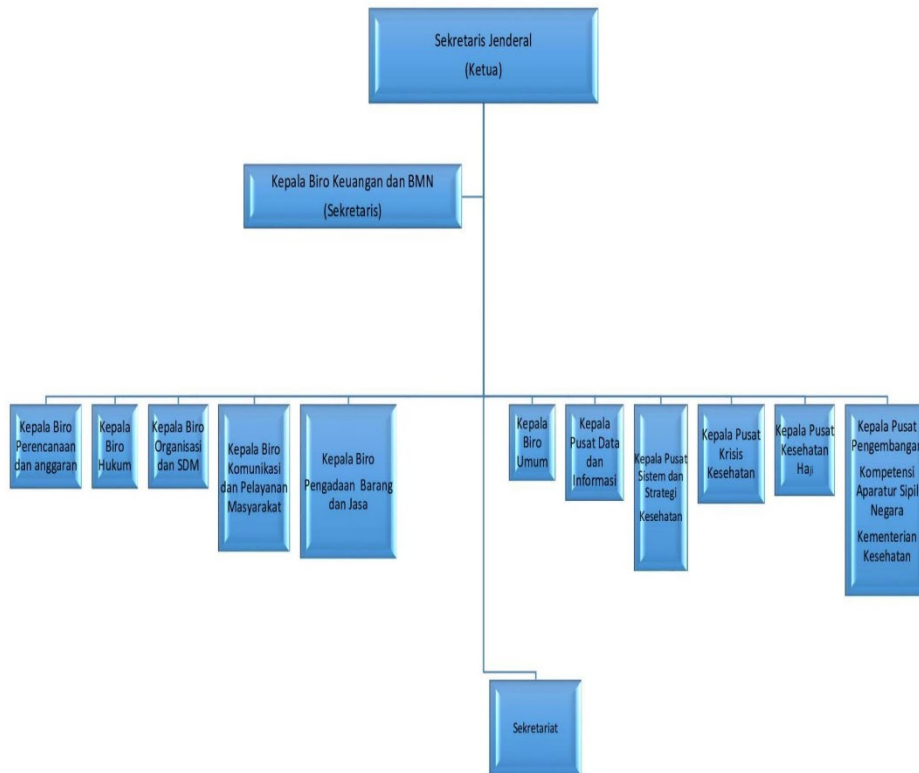 Sekretaris Jenderal
(Ketua)
Kepala Biro Keuangan dan BMN
(Sekretaris)
Kepala Biro
Perencanaan
dan anggaran
Kepala
Biro
Hukum
Kepala Biro
Organisasi
dan SDM
Kepala Biro
Komunikasi
dan Pelayanan
Masyarakat
Kepala Biro
Pengadaan Barang
dan Jasa
Kepala
Biro
Umum
Kepala
Pusat Data
dan
Informasi
Kepala Pusat
Sistem dan
Strategi
Kesehatan
Kepala Pusat
Krisis
Kesehatan
Kepala Pusat
Kesehatan
Haji
Kepala Pusat
Pengembangan
Kompetensi
Aparatur Sipil
Negara
Kementerian
Kesehatan
Sekretariat